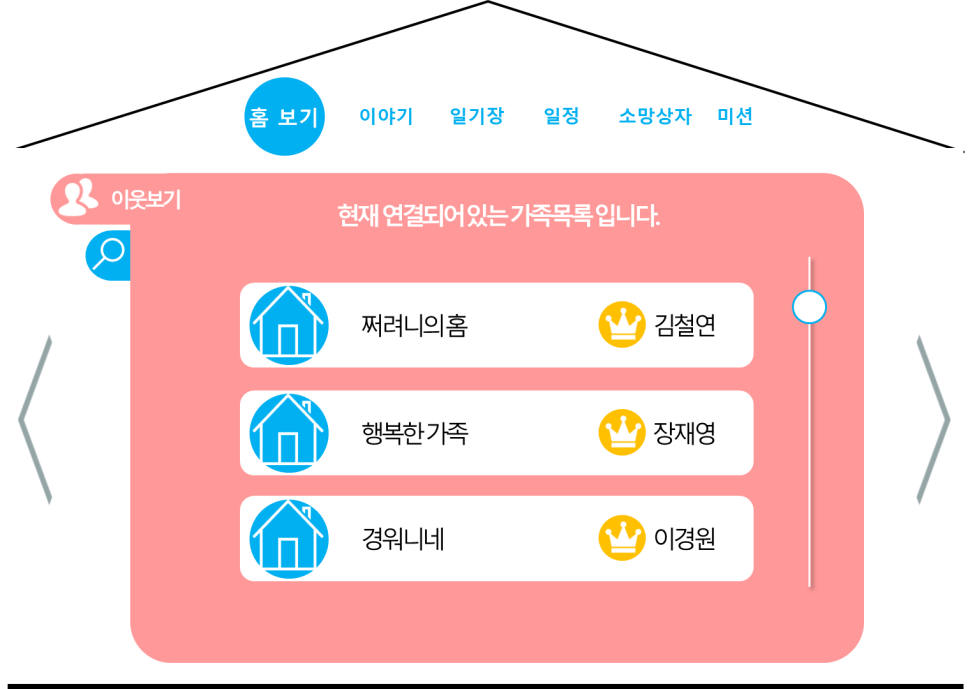 홈 보기 이야기 일기장 일정 소망상자 미션
이웃보기
현재 연결되어있는 가족목록 입니다.
쩌려니의 홈 김철연
행복한 가족 장재영
경워니네 이경원